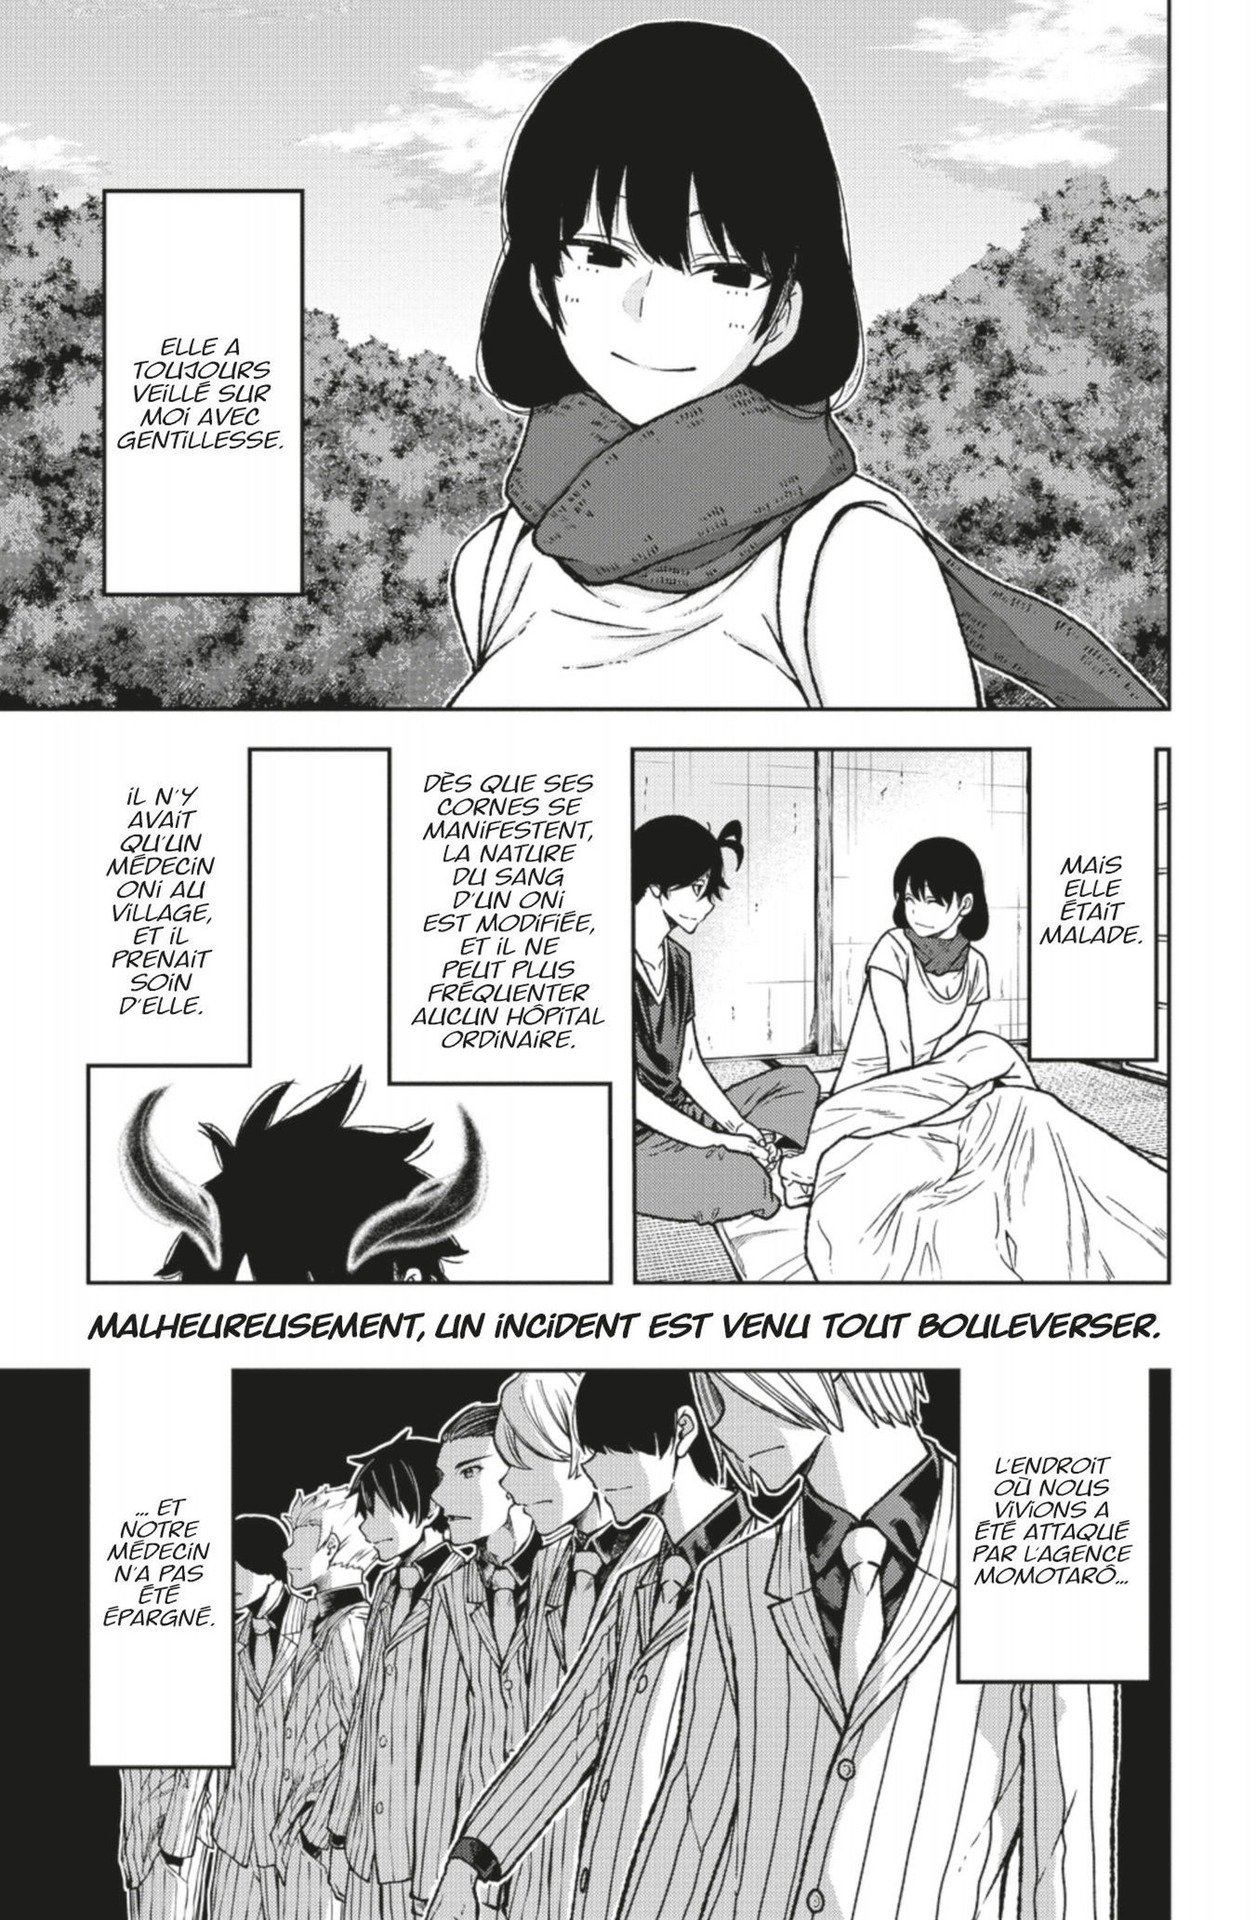 ELLE A
TOUJOURS
VEILLÉ SUR
MOI AVEC
GENTILLESSE.
MAIS
ELLE
ÉTAIT
MALADE.
DÈS QUE SES
CORNES SE
MANIFESTENT,
LA NATURE
DU SANG
D'UN ONI
EST MODIFIÉE,
ET IL NE
PEUT PLUS
FRÉQUENTER
AUCUN HÔPITAL
ORDINAIRE.
IL N'Y
AVAIT
QU'UN
MÉDECIN
ONI AU
VILLAGE,
ET IL
PRENAIT
SOIN
D'ELLE.
MALHEUREUSEMENT, UN INCIDENT EST VENU TOUT BOULEVERSER.
L'ENDROIT
OÙ NOUS
VIVIONS A
ÉTÉ ATTAQUÉ
PAR L'AGENCE
MOMOTARÔ...
... ET
NOTRE
MÉDECIN
N'A PAS
ÉTÉ
ÉPARGNÉ.